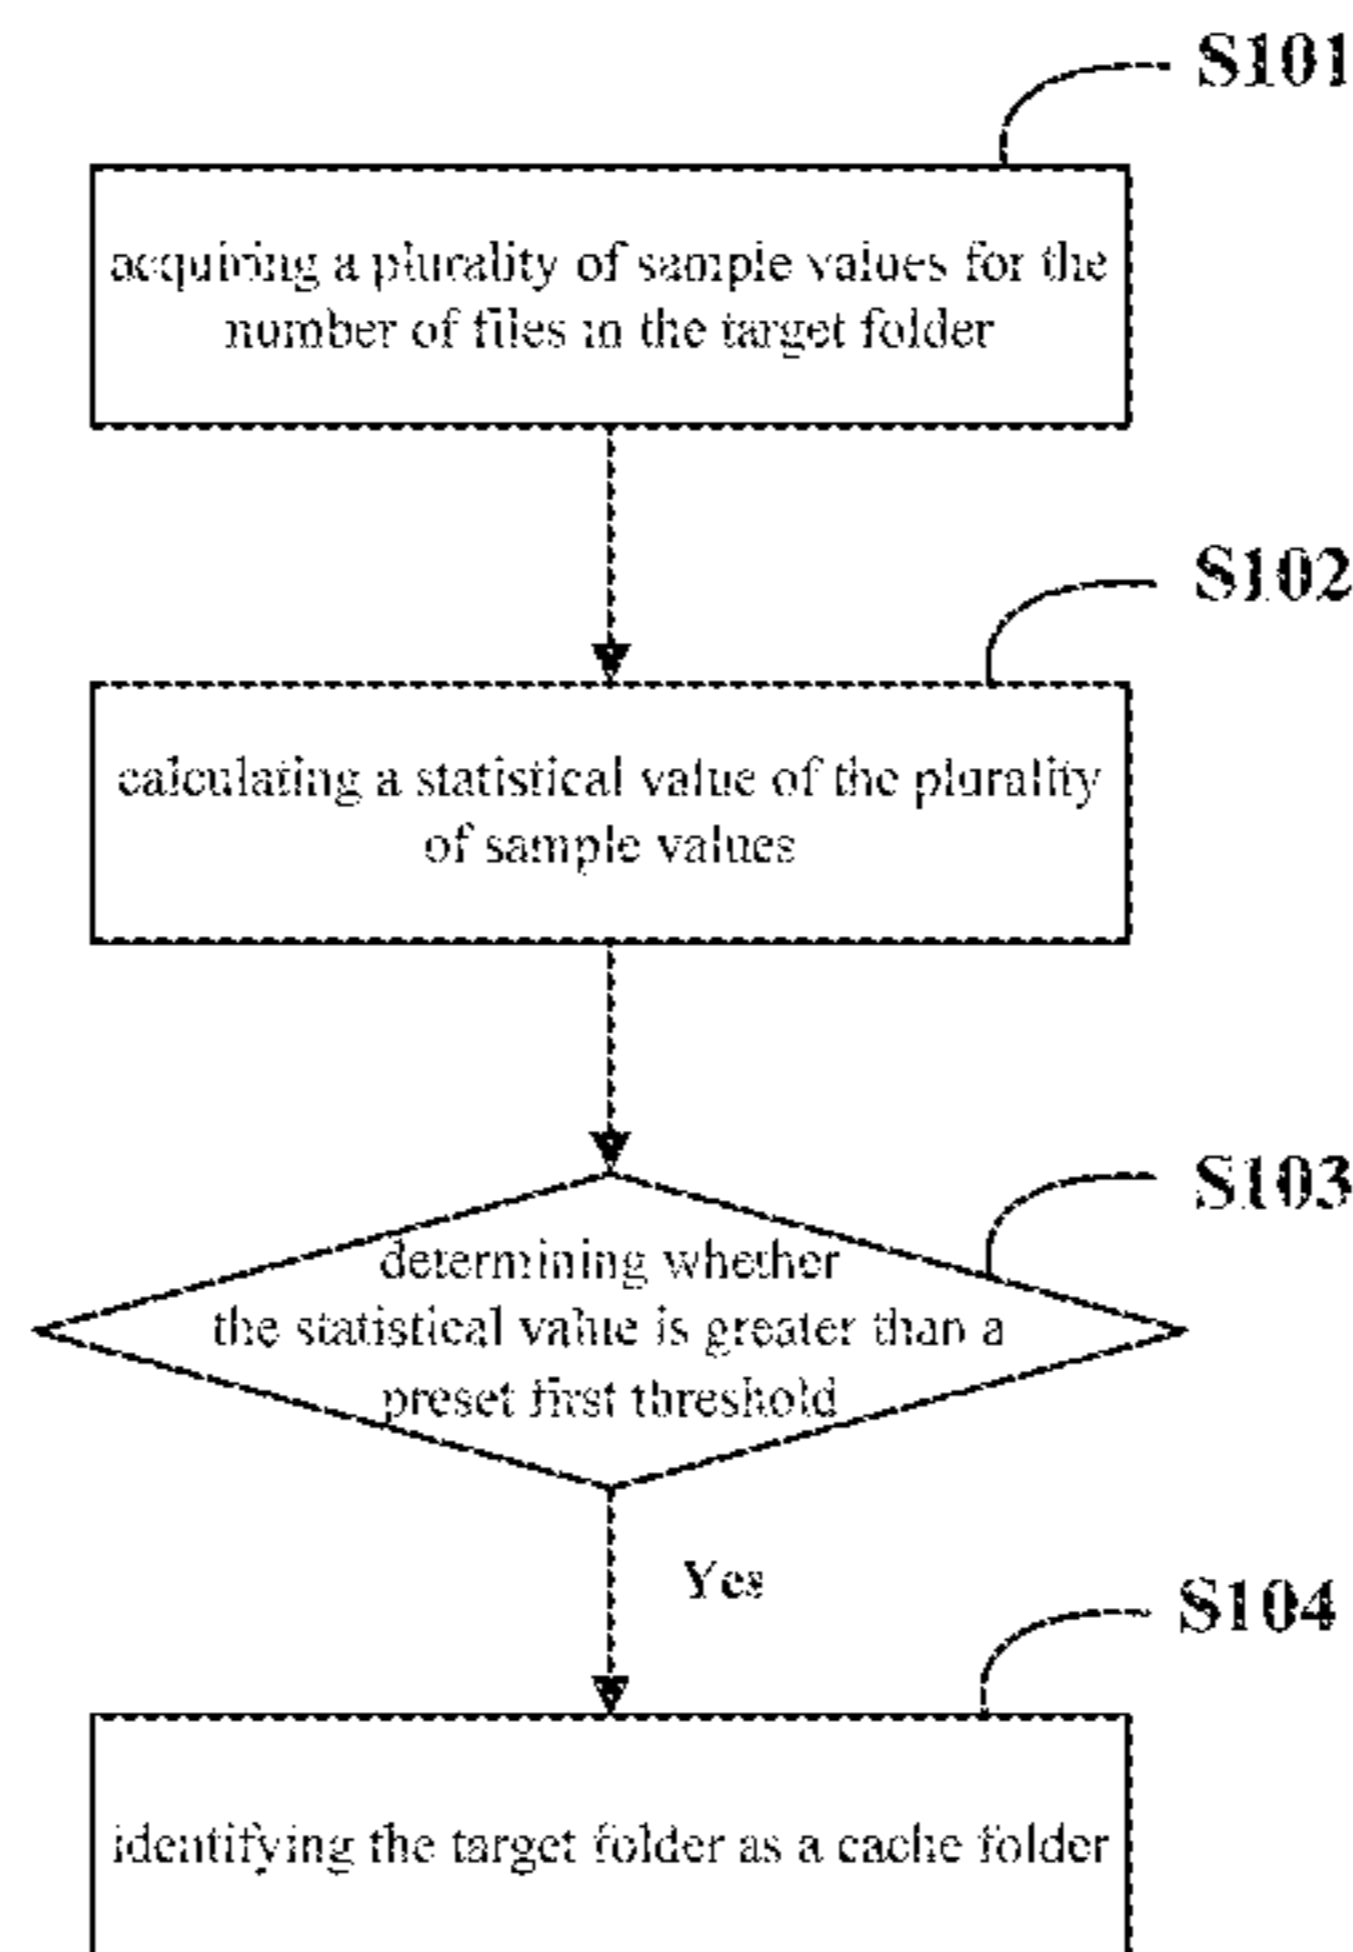 S101
acquiring a plurality of sample values for the
number of files in the target folder
S102
calculating a statistical value of the plurality
of sample values
S103
determining whether
the statistical value is greater than a
preset first threshold
Yes
S104
identifying the target folder as a cache folder